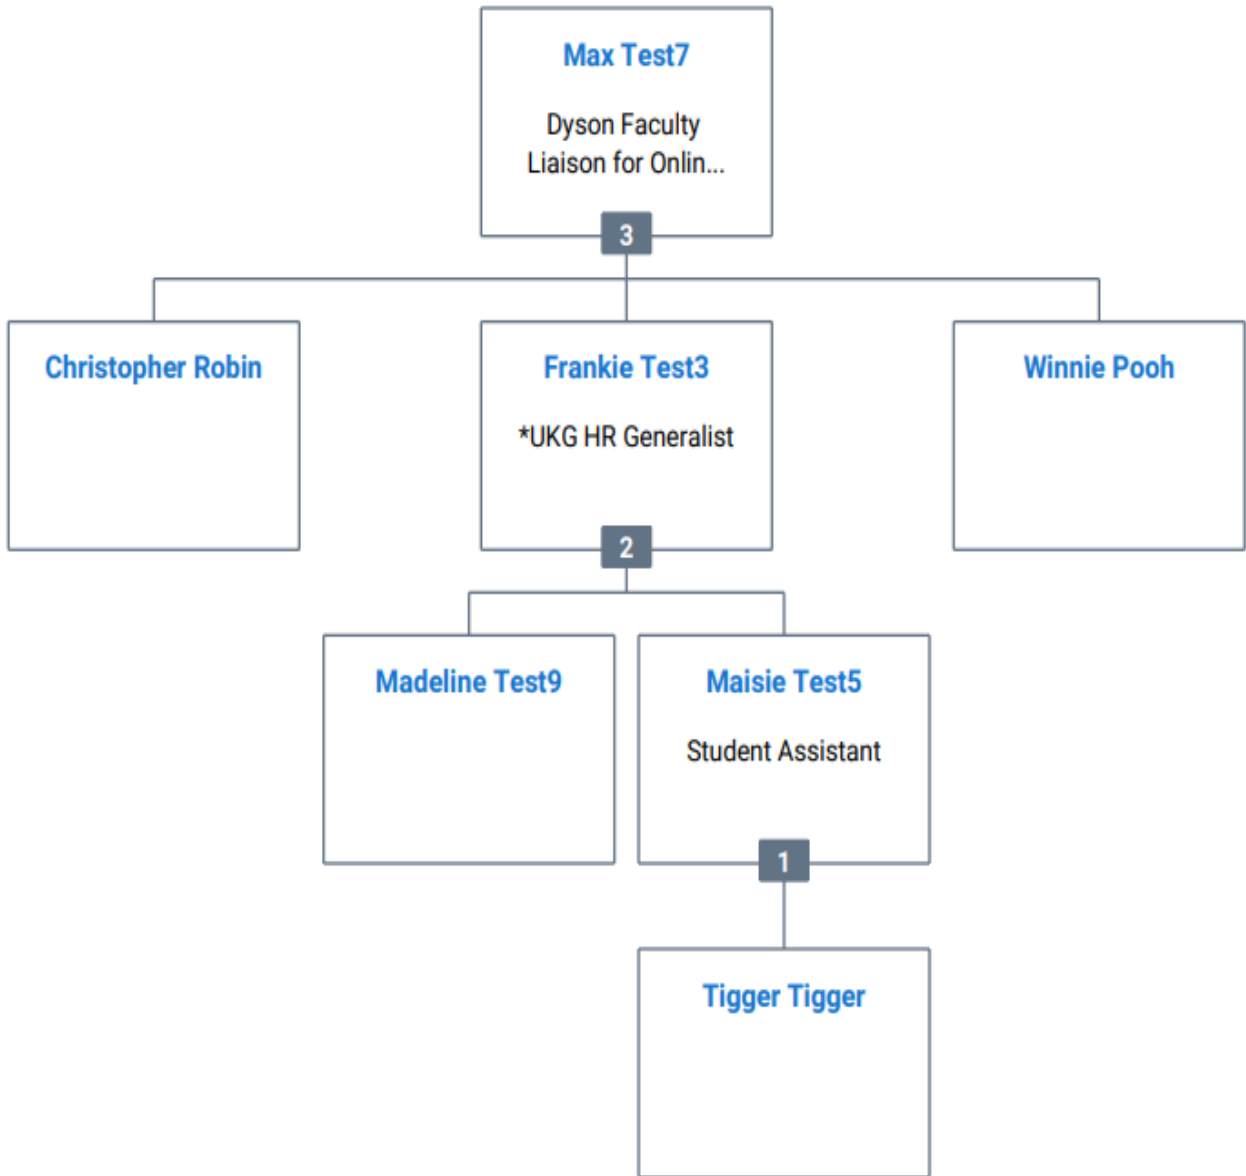 Max Test7
Dyson Faculty
Liaison for Onlin...
3
Christopher Robin
Frankie Test3
*UKG HR Generalist
2
Winnie Pooh
Madeline Test9
Maisie Test5
Student Assistant
1
Tigger Tigger